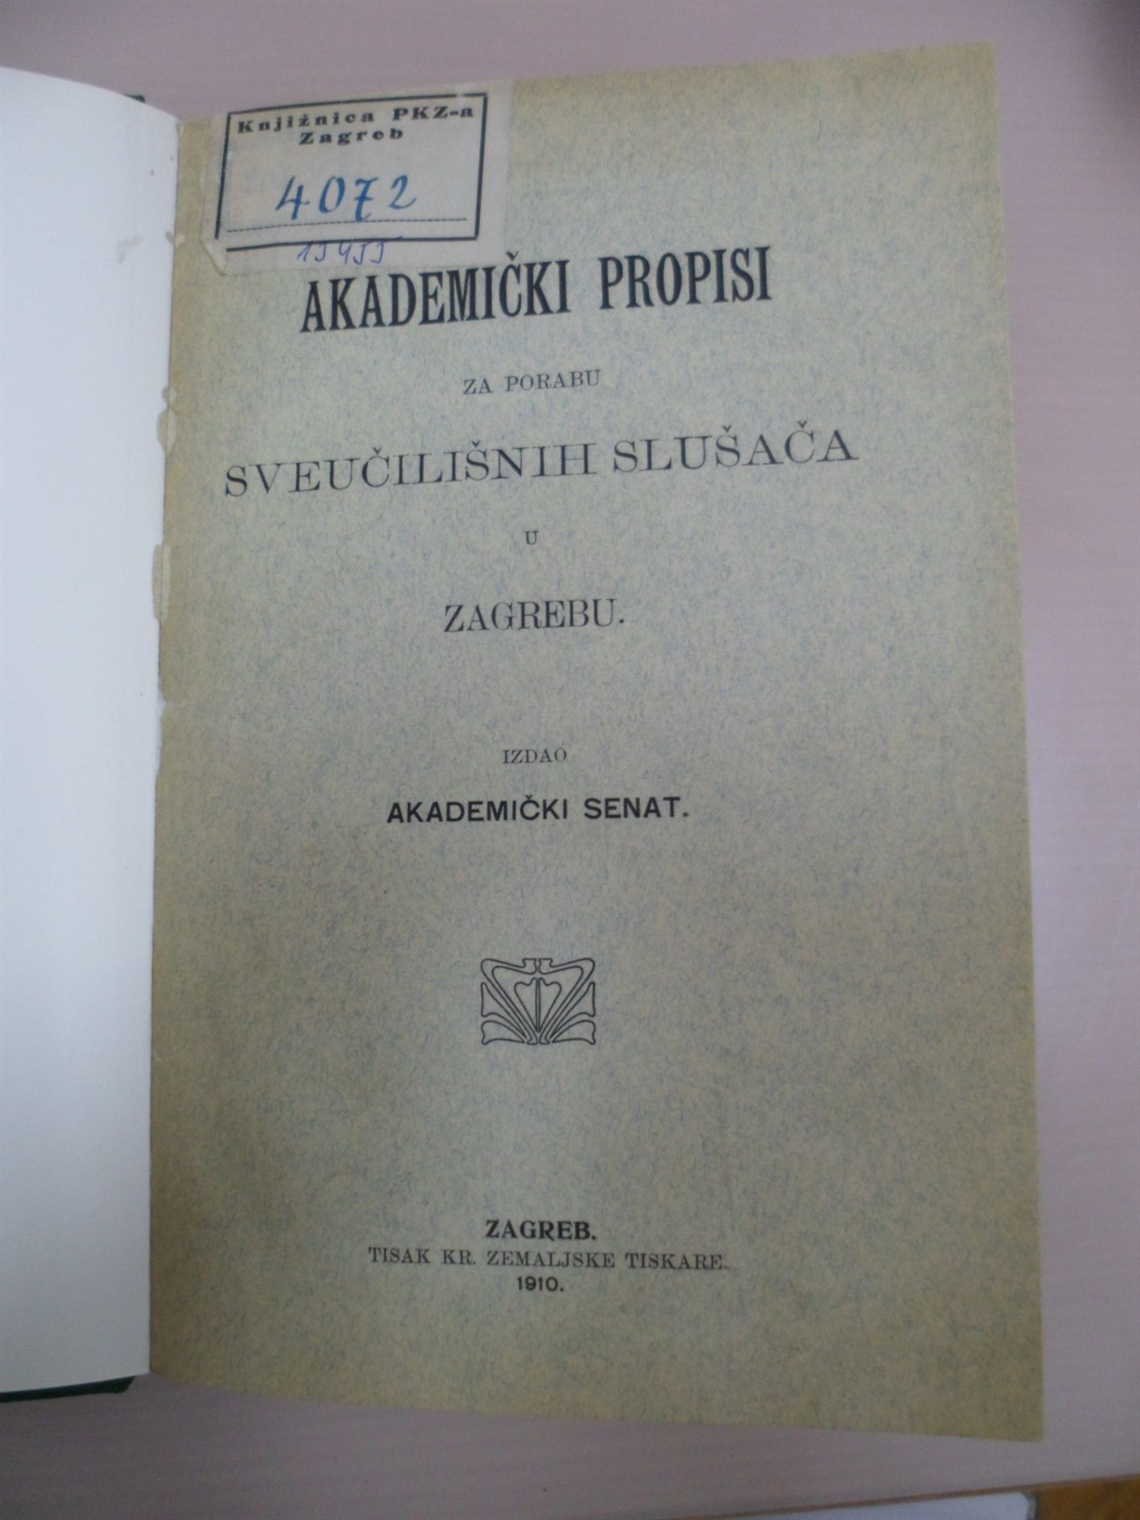 Knjižnica PKZ-a
Zagreb
4072
15455
AKADEMIČKI PROPISI
ZA PORABU
SVEUČILIŠNIH SLUŠAČA
U
ZAGREBU.
IZDAO
AKADEMIČKI SENAT.
ZAGREB.
TISAK KR. ZEMALJSKE TISKARE.
1910.